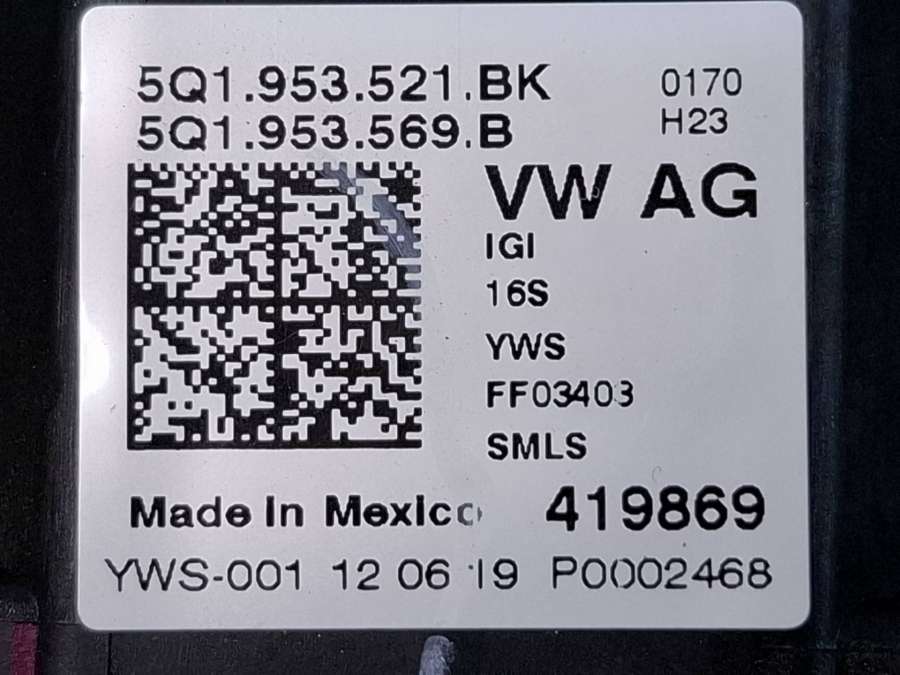 5Q1.953.521.BK 0170
5Q1.953.569.B H23
VW AG
IGI
16S
YWS
FF03403
SMLS
Made In Mexico 419869
YWS-001 12 06 19 P0002468